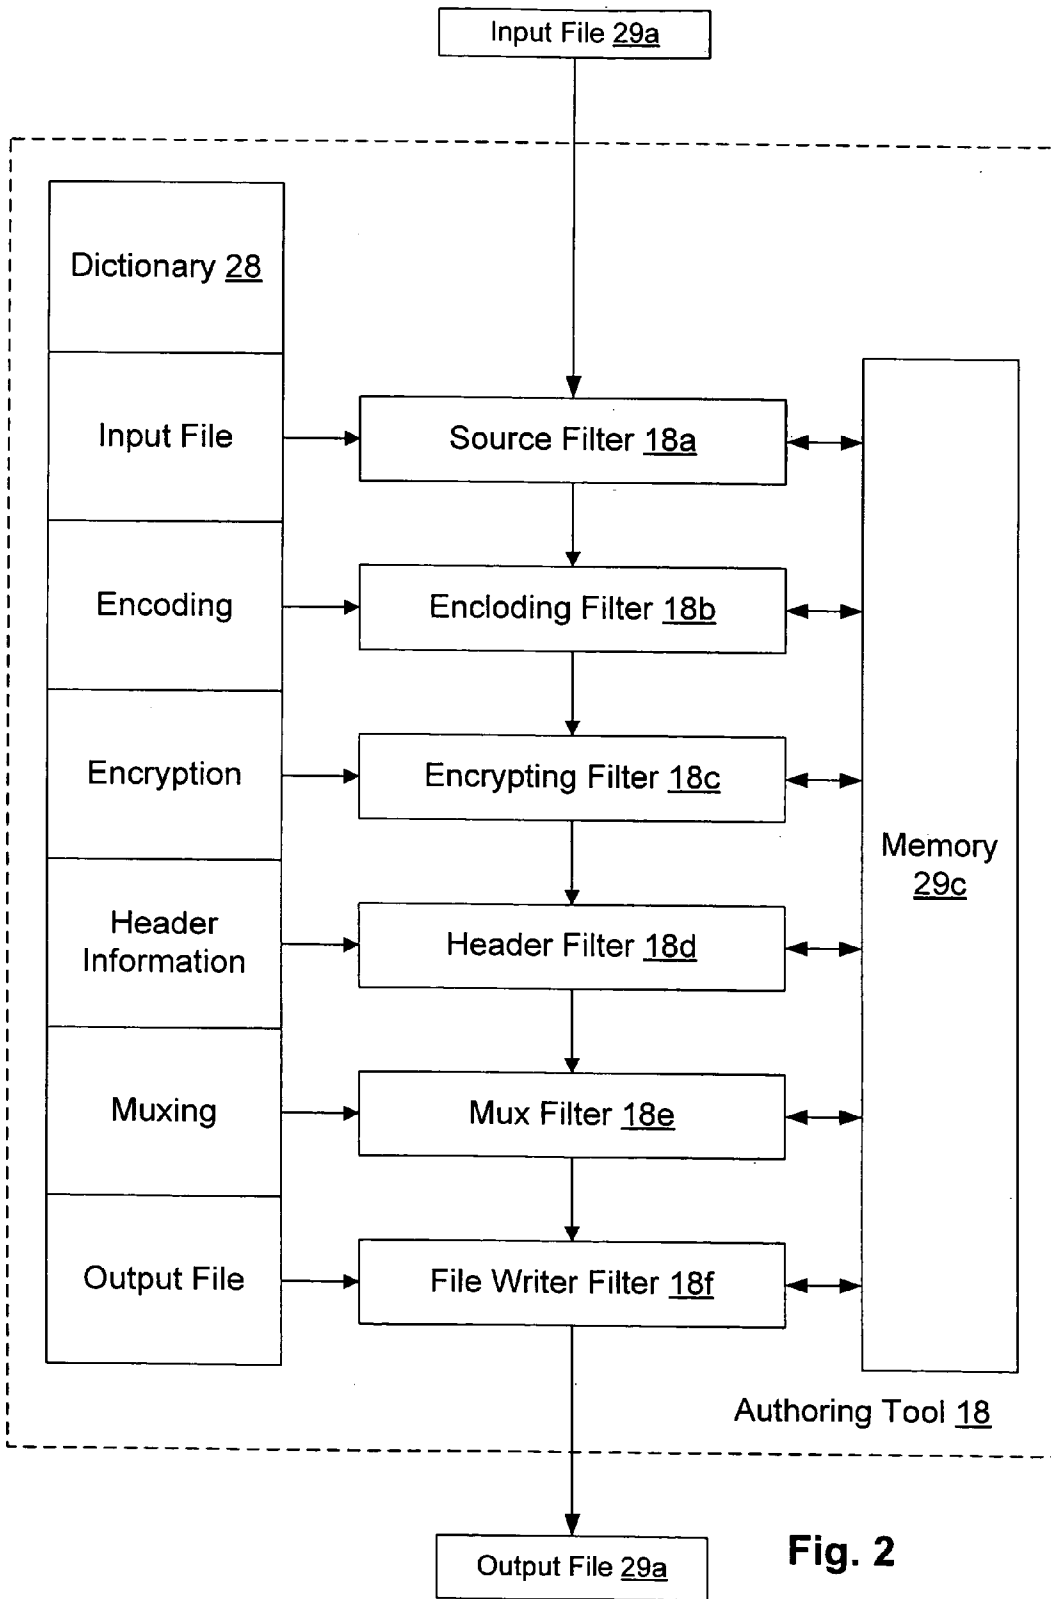 Input File 29a
Dictionary 28
Input File
Source Filter 18a
Encoding
Encloding Filter 18b
Encryption
Encrypting Filter 18c
Memory
29c
Header
Information
Header Filter 18d
Muxing
Mux Filter 18e
Output File
File Writer Filter 18f
Authoring Tool 18
Output File 29a
Fig. 2